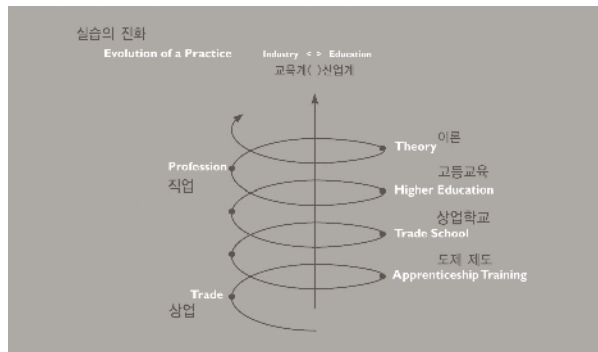 실습의 진화
Evolution of a Practice
Industry < > Education
교육계( )산업계
이론
Theory
Profession
직업
고등교육
Higher Education
상업학교
Trade School
도제 제도
Apprenticeship Training
Trade
상업